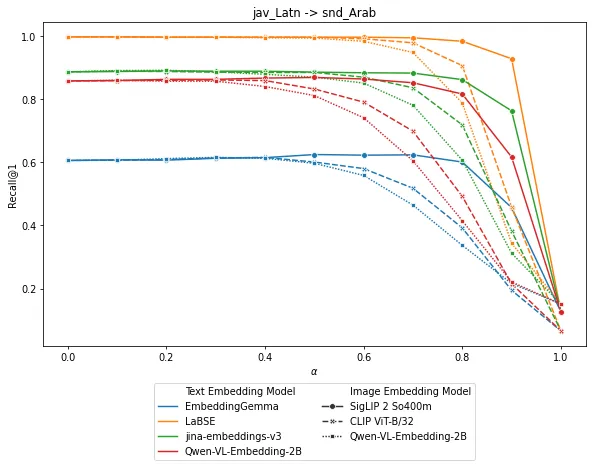 jav_Latn -> snd_Arab
Recall@1
1.0
0.8
0.6
0.4
0.2
0.0 0.2 0.4 0.6 0.8 1.0
α
Text Embedding Model Image Embedding Model
EmbeddingGemma SigLIP 2 So400m
LaBSE CLIP ViT-B/32
jina-embeddings-v3 Qwen-VL-Embedding-2B
Qwen-VL-Embedding-2B